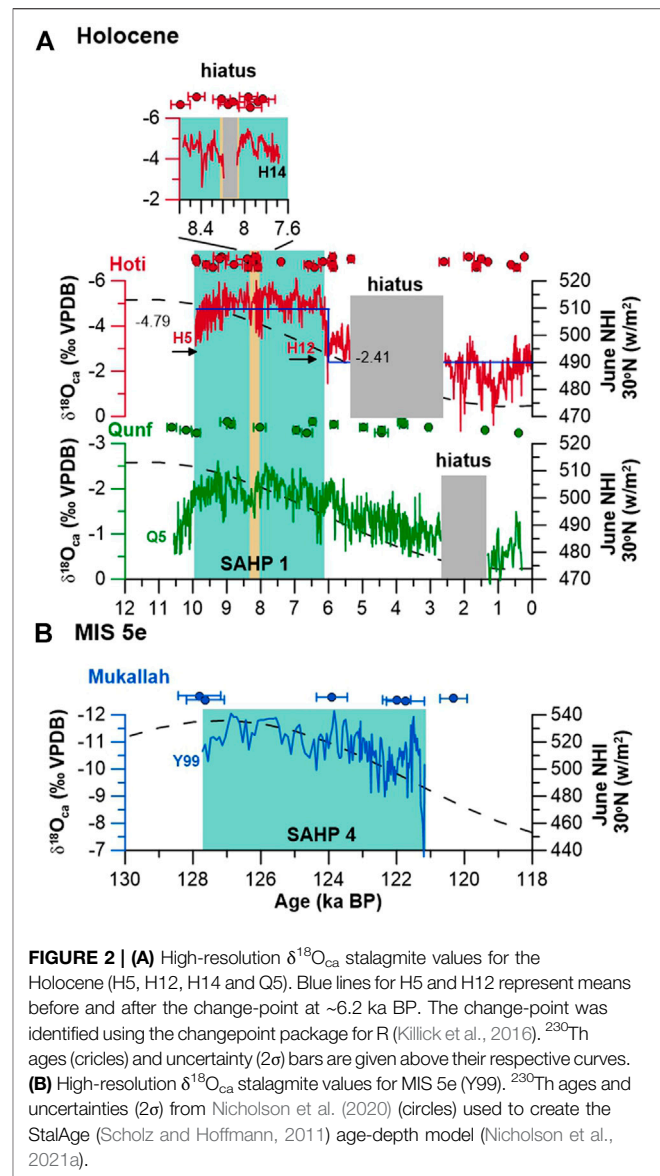 A Holocene
hiatus
-6
-4
-2
H14
8.4 8 7.6
Hoti
-6
-4
-2
0
δ18Oca (‰ VPDB)
-4.79
H5
H12
-2.41
hiatus
520
510
500
490
480
470
June NHI
30ºN (w/m²)
Qunf
-3
-2
-1
0
δ18Oca (‰ VPDB)
Q5
SAHP 1
hiatus
520
510
500
490
480
470
June NHI
30ºN (w/m²)
12 11 10 9 8 7 6 5 4 3 2 1 0
B MIS 5e
Mukallah
-12
-11
-10
-9
-8
-7
δ18Oca (‰ VPDB)
Y99
SAHP 4
540
520
500
480
460
440
June NHI
30ºN (w/m²)
130 128 126 124 122 120 118
Age (ka BP)
FIGURE 2 | (A) High-resolution δ18Oca stalagmite values for the
Holocene (H5, H12, H14 and Q5). Blue lines for H5 and H12 represent means
before and after the change-point at ~6.2 ka BP. The change-point was
identified using the changepoint package for R (Killick et al., 2016). 230Th
ages (cricles) and uncertainty (2σ) bars are given above their respective curves.
(B) High-resolution δ18Oca stalagmite values for MIS 5e (Y99). 230Th ages and
uncertainties (2σ) from Nicholson et al. (2020) (circles) used to create the
StalAge (Scholz and Hoffmann, 2011) age-depth model (Nicholson et al.,
2021a).